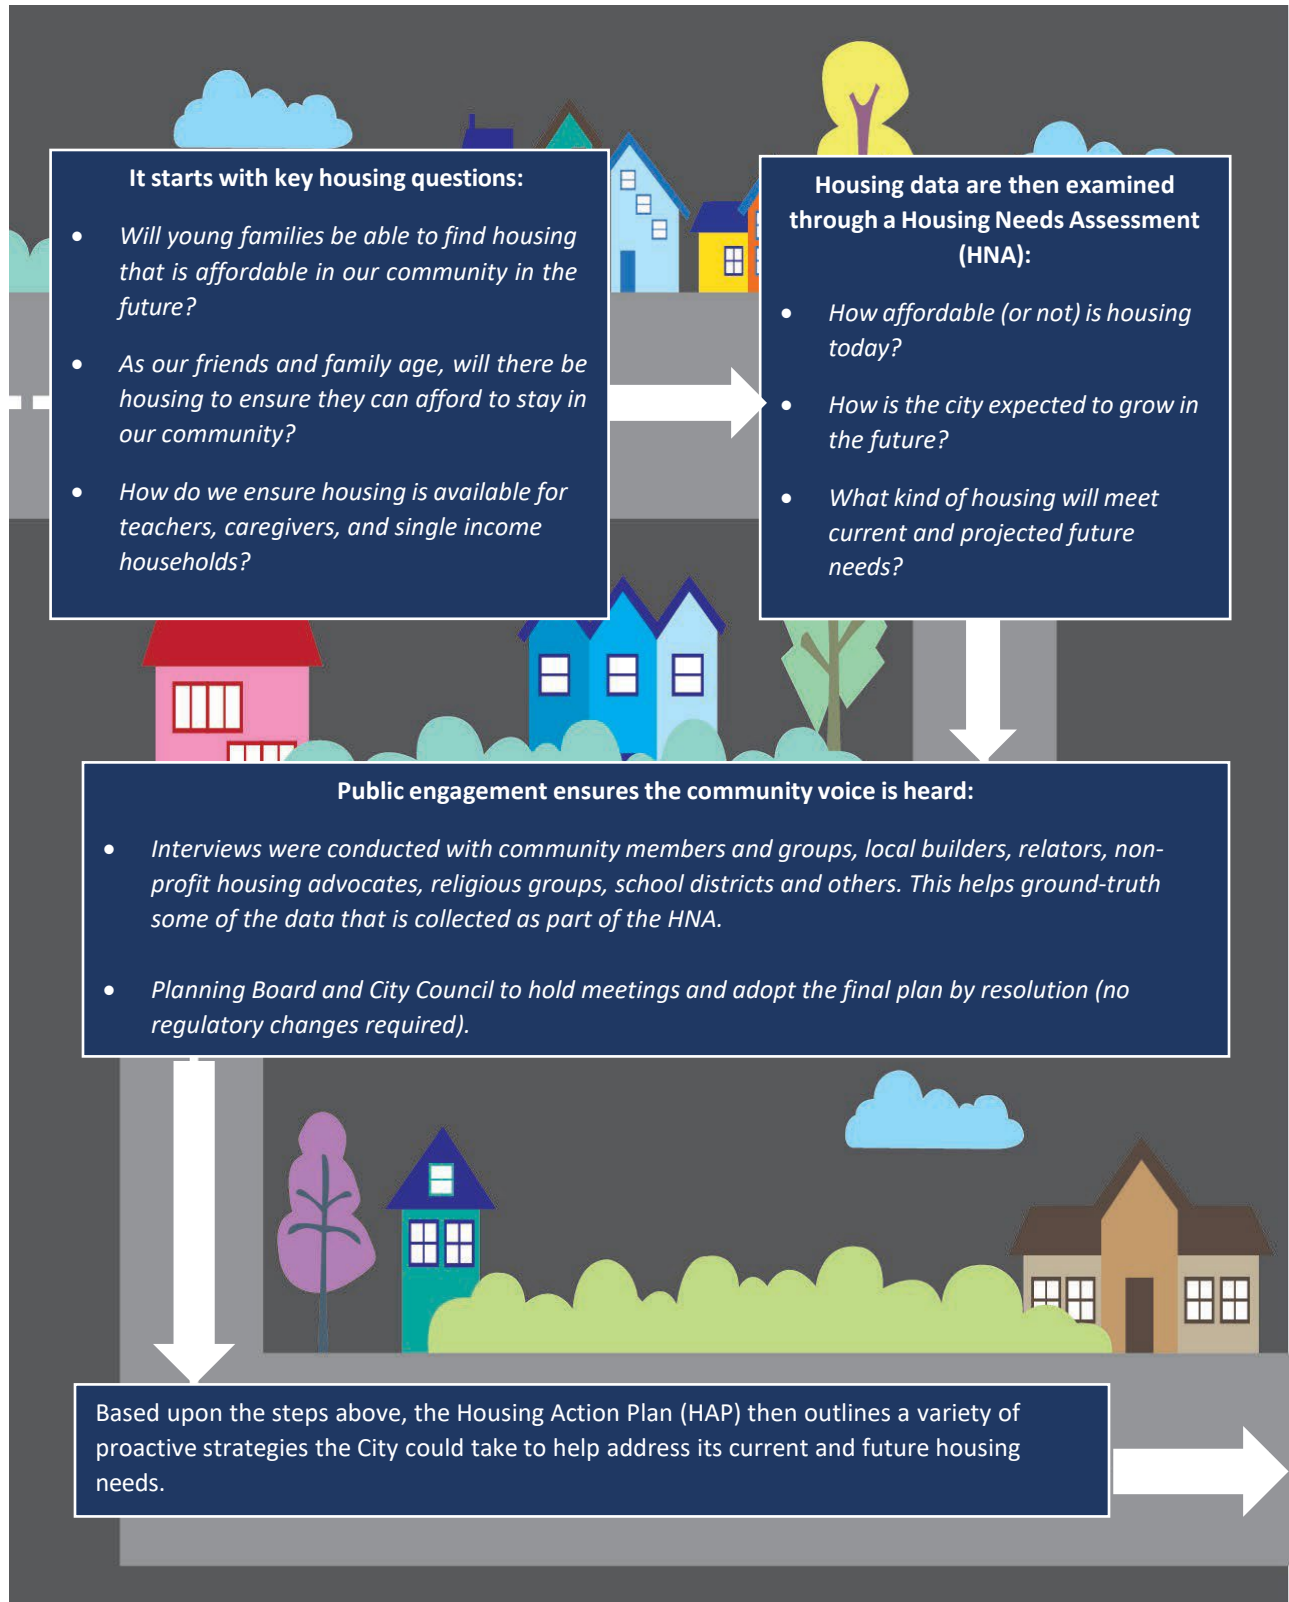 It starts with key housing questions:
• Will young families be able to find housing
that is affordable in our community in the
future?
• As our friends and family age, will there be
housing to ensure they can afford to stay in
our community?
• How do we ensure housing is available for
teachers, caregivers, and single income
households?
Housing data are then examined
through a Housing Needs Assessment
(HNA):
• How affordable (or not) is housing
today?
• How is the city expected to grow in
the future?
• What kind of housing will meet
current and projected future
needs?
Public engagement ensures the community voice is heard:
• Interviews were conducted with community members and groups, local builders, relators, non-
profit housing advocates, religious groups, school districts and others. This helps ground-truth
some of the data that is collected as part of the HNA.
• Planning Board and City Council to hold meetings and adopt the final plan by resolution (no
regulatory changes required).
Based upon the steps above, the Housing Action Plan (HAP) then outlines a variety of
proactive strategies the City could take to help address its current and future housing
needs.